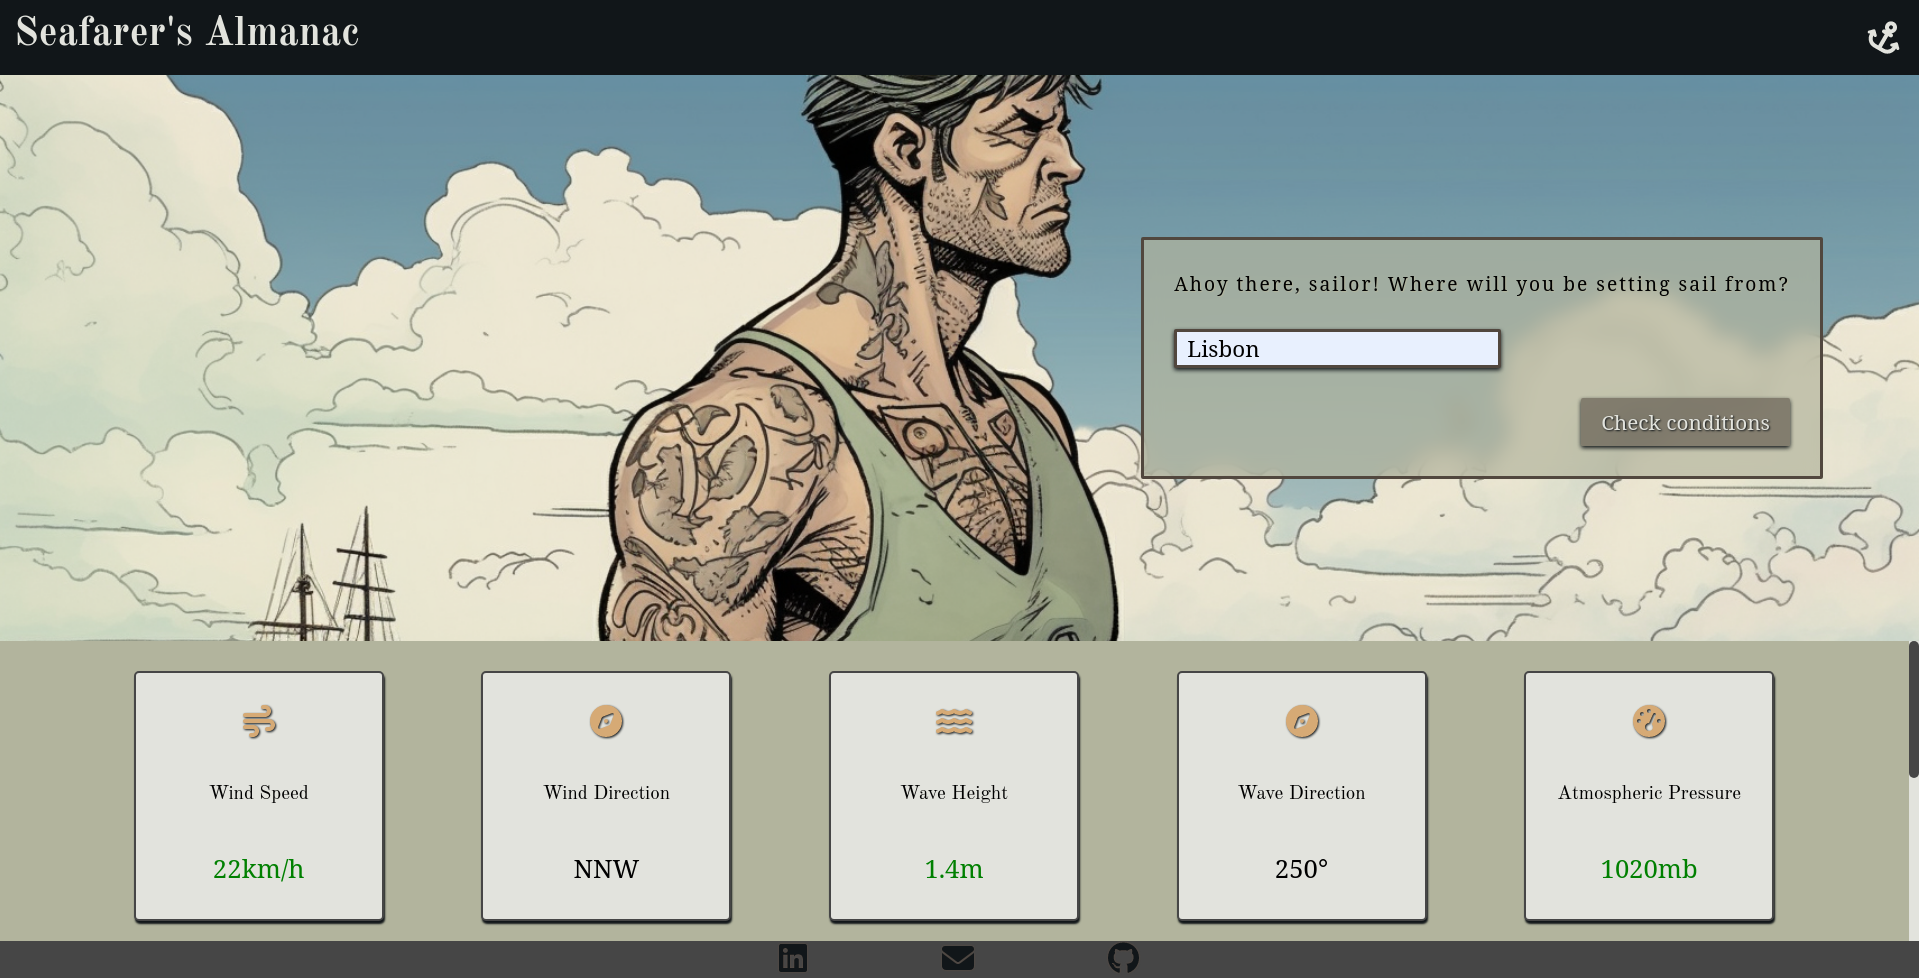 Seafarer's Almanac
Ahoy there, sailor! Where will you be setting sail from?
Lisbon
Check conditions
Wind Speed
22km/h
Wind Direction
NNW
Wave Height
1.4m
Wave Direction
250°
Atmospheric Pressure
1020mb
in